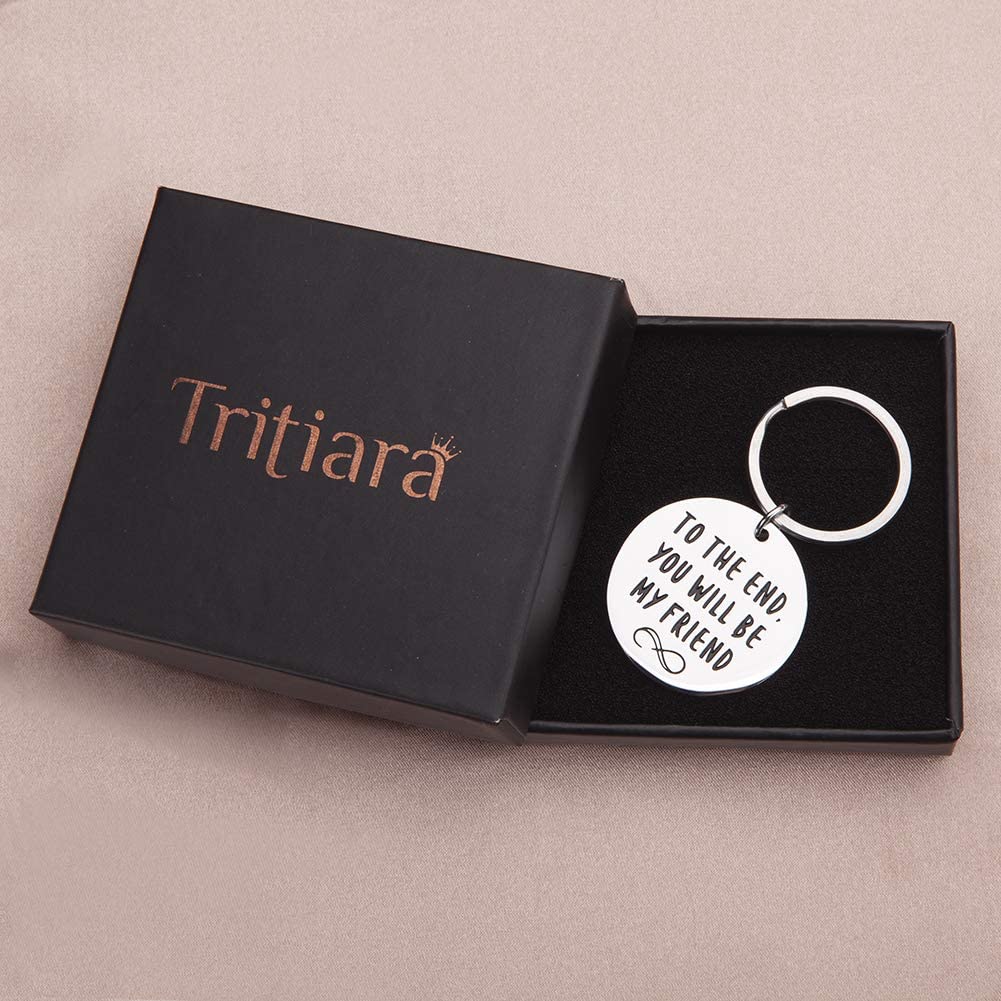 Tritiara
TO THE END,
YOU WILL BE
MY FRIEND